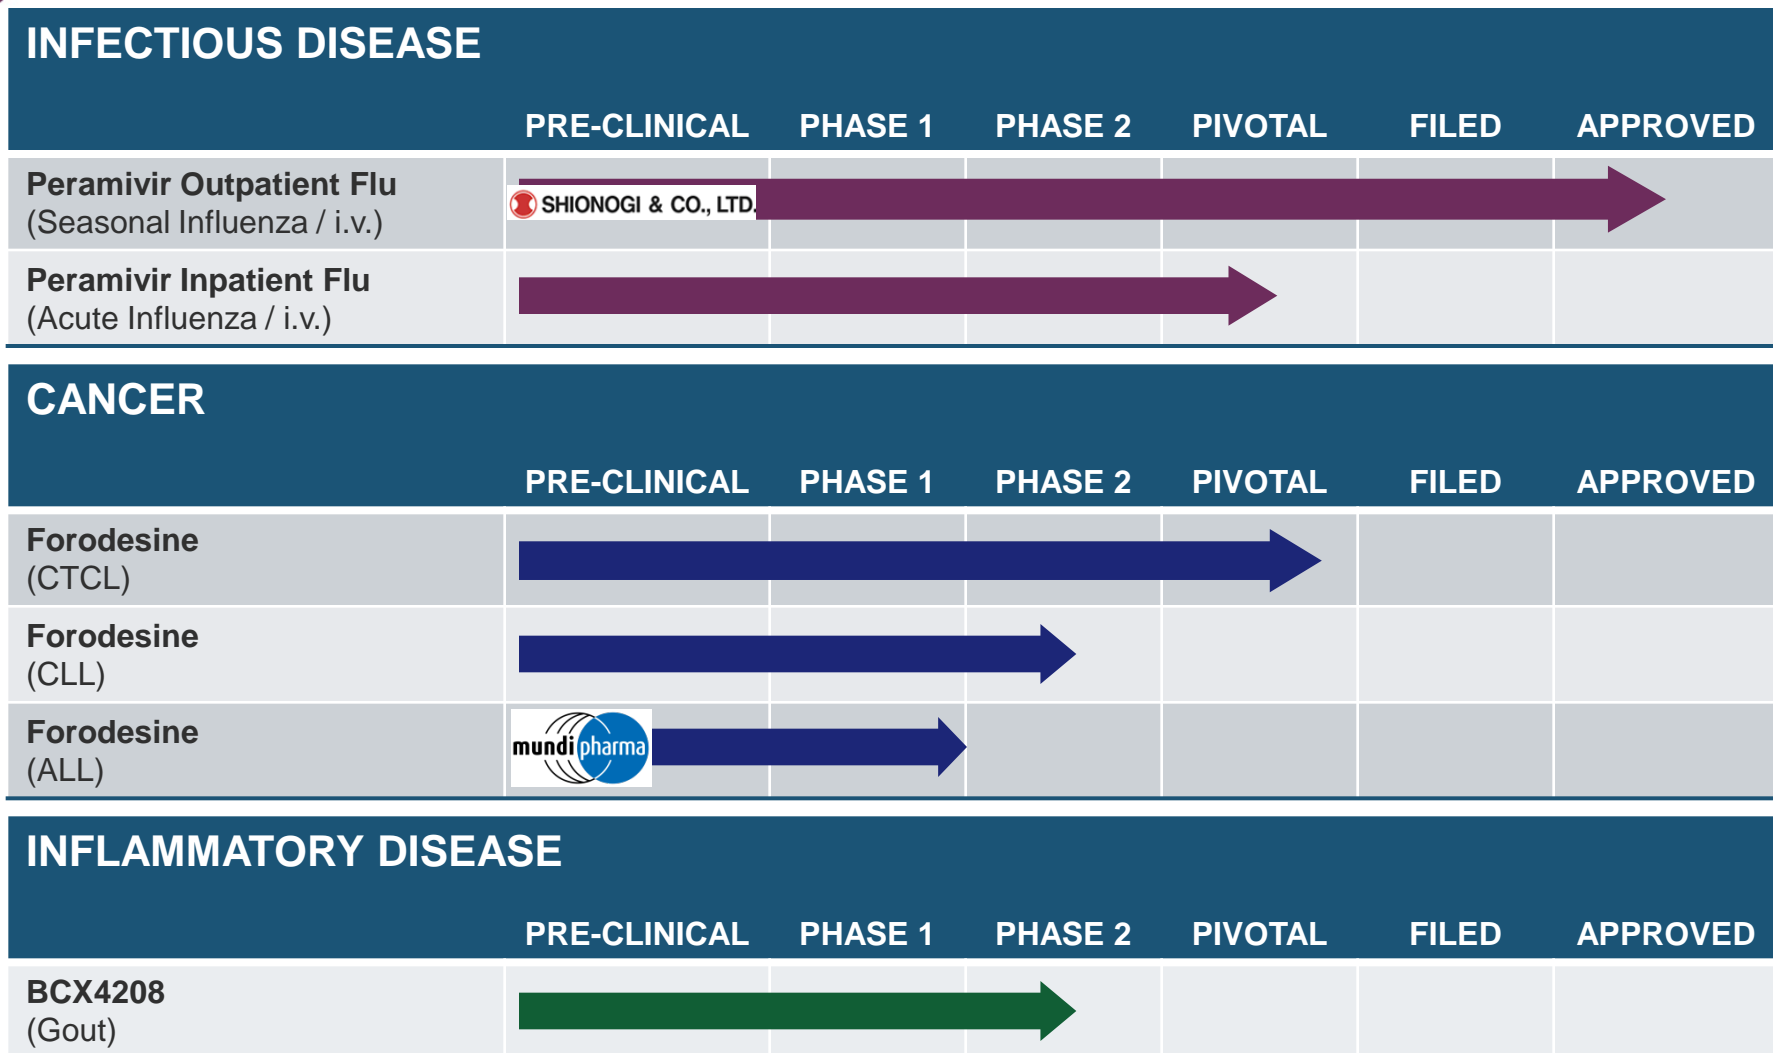 INFECTIOUS DISEASE
PRE-CLINICAL PHASE 1 PHASE 2 PIVOTAL FILED APPROVED
Peramivir Outpatient Flu
(Seasonal Influenza / i.v.)
SHIONOGI & CO., LTD.
Peramivir Inpatient Flu
(Acute Influenza / i.v.)
CANCER
PRE-CLINICAL PHASE 1 PHASE 2 PIVOTAL FILED APPROVED
Forodesine
(CTCL)
Forodesine
(CLL)
Forodesine
(ALL)
mundipharma
INFLAMMATORY DISEASE
PRE-CLINICAL PHASE 1 PHASE 2 PIVOTAL FILED APPROVED
BCX4208
(Gout)